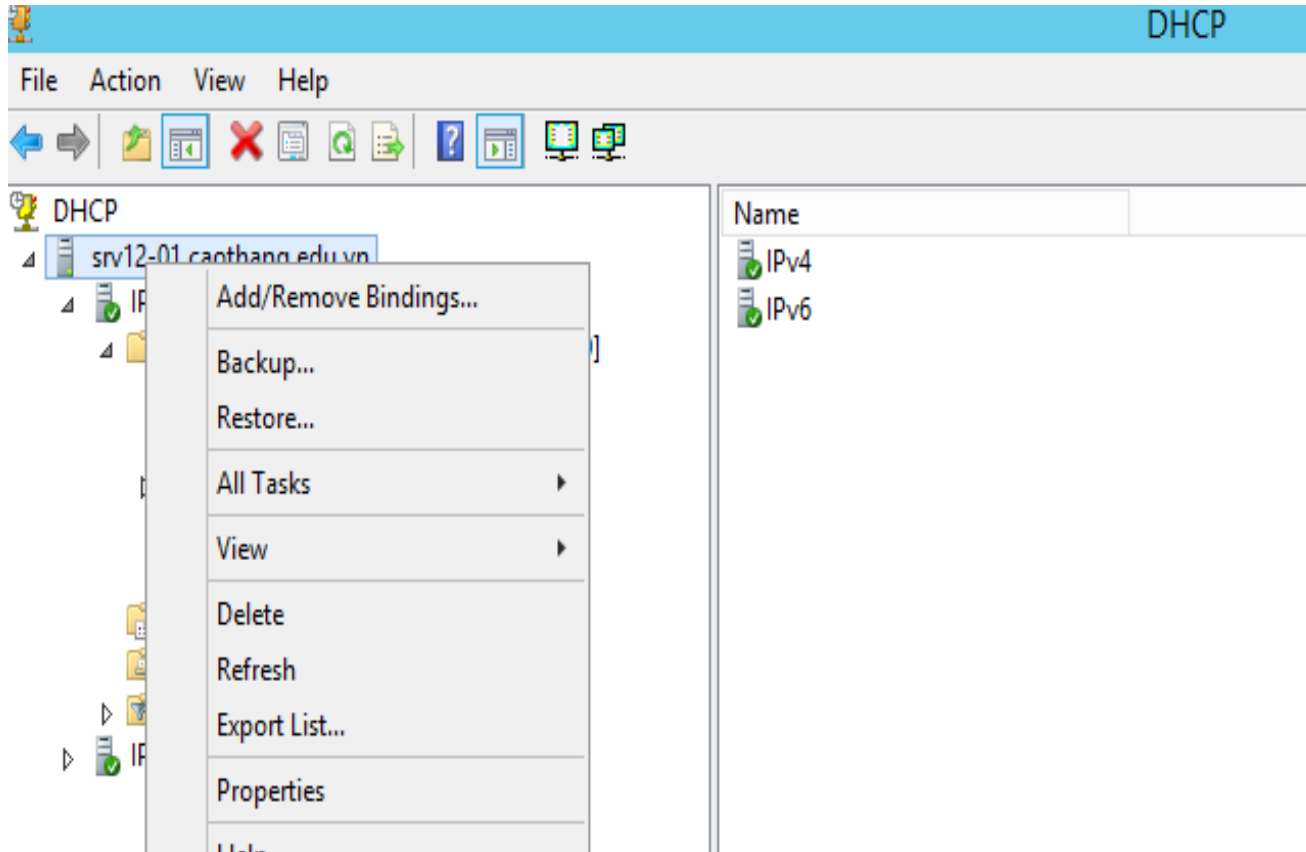 DHCP
File Action View Help
DHCP
Name
srv12-01.caothang.edu.vn
IPv4
Add/Remove Bindings...
IPv6
]
Backup...
Restore...
All Tasks
View
Delete
Refresh
Export List...
Properties
Help